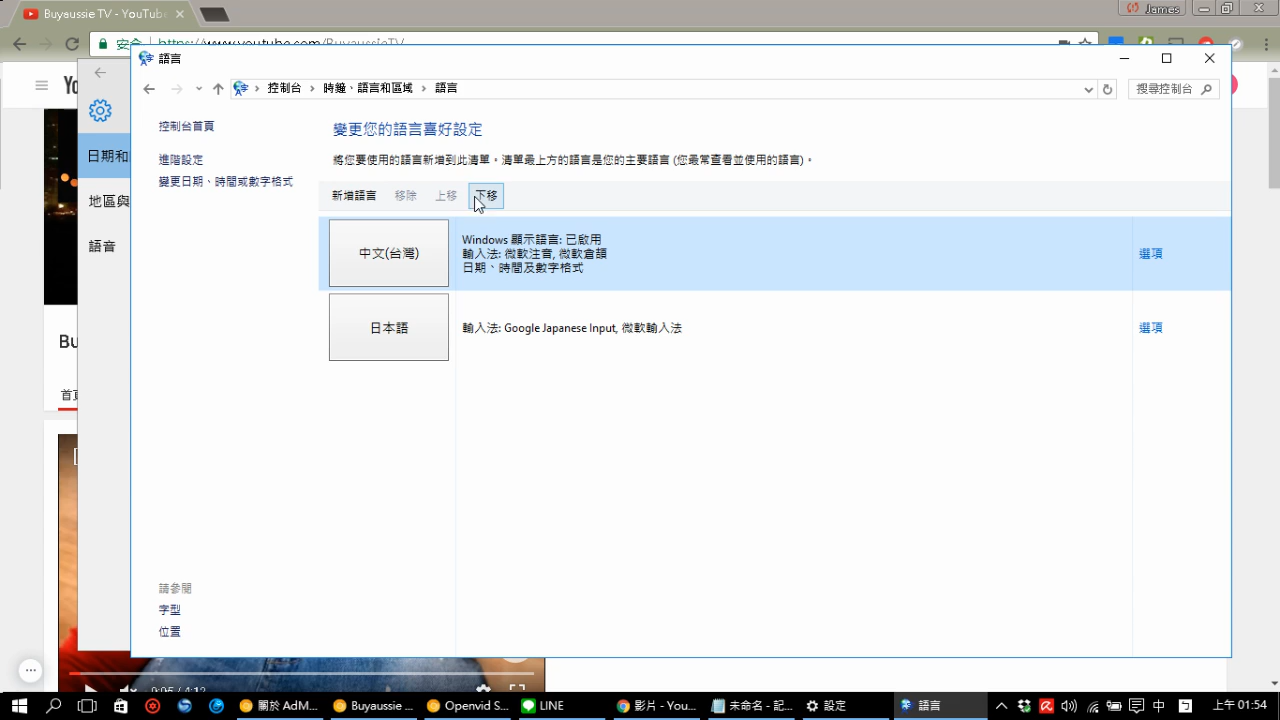 Buyaussie TV - YouTube
James
安全
https://www.youtube.com/BuyaussieTV
語言
控制台 > 時鐘、語言和區域 > 語言
搜尋控制台
控制台首頁
進階設定
變更日期、時間或數字格式
變更您的語言喜好設定
將您要使用的語言新增到此清單。清單最上方的語言是您的主要語言 (您最常查看並使用的語言)。
新增語言 移除 上移 下移
中文(台灣)
Windows 顯示語言: 已啟用
輸入法: 微軟注音, 微軟倉頡
日期、時間及數字格式
選項
日本語
輸入法: Google Japanese Input, 微軟輸入法
選項
請參閱
字型
位置
日期和
地區與
語音
Bu
首頁
0:05 / 4:12
關於 AdM...
Buyaussie ...
Openvid S...
LINE
影片 - You...
未命名 - 記...
設定
語言
中
上午 01:54